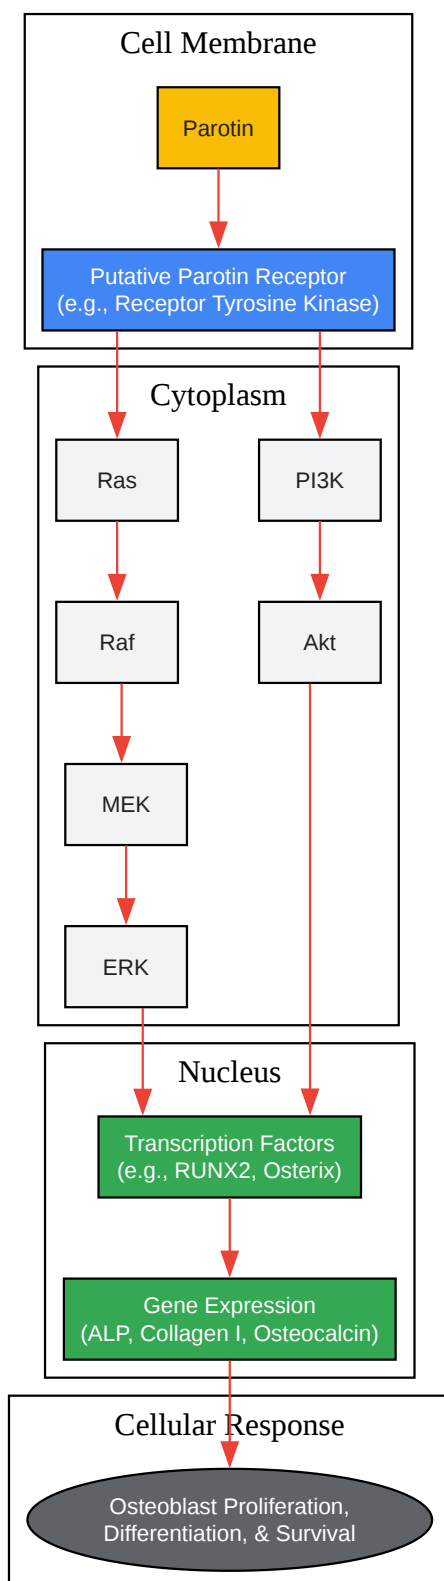 Cell Membrane
Parotin
Putative Parotin Receptor
(e.g., Receptor Tyrosine Kinase)
Cytoplasm
Ras
PI3K
Raf
Akt
MEK
ERK
Nucleus
Transcription Factors
(e.g., RUNX2, Osterix)
Gene Expression
(ALP, Collagen I, Osteocalcin)
Cellular Response
Osteoblast Proliferation,
Differentiation, & Survival